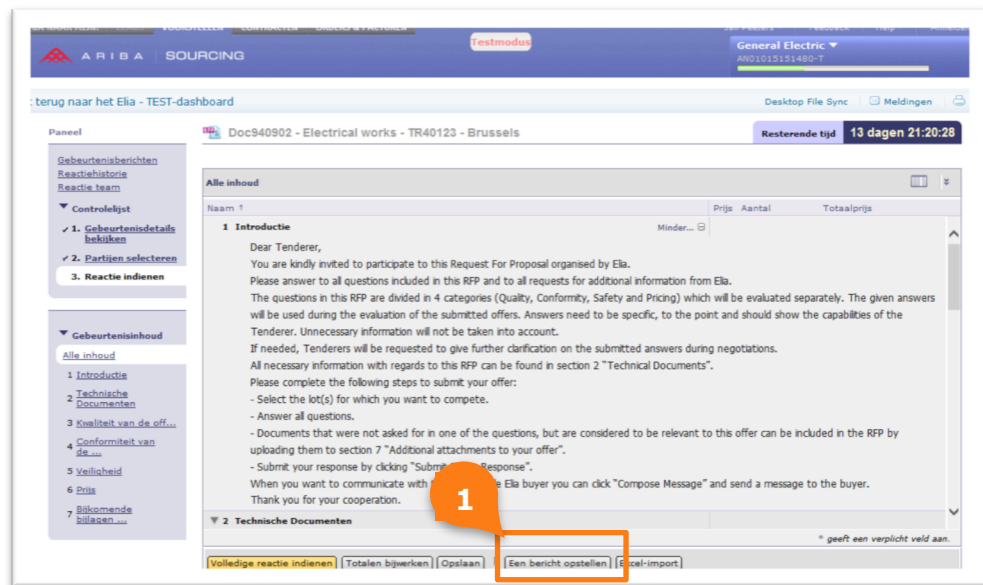 Testmodus
ARIBA SOURCING
General Electric
AN01015151480-T
terug naar het Elia - TEST-dashboard
Desktop File Sync
Meldingen
Paneel
Doc940902 - Electrical works - TR40123 - Brussels
Resterende tijd
13 dagen 21:20:28
Gebeurtenisberichten
Reactiehistorie
Reactie team
Controlelijst
1. Gebeurtenisdetails bekijken
2. Partijen selecteren
3. Reactie indienen
Gebeurtenisinhoud
Alle inhoud
1 Introductie
2 Technische Documenten
3 Kwaliteit van de off...
4 Conformiteit van de ...
5 Veiligheid
6 Prijs
7 Bijkomende bijlagen ...
Alle inhoud
Naam ↑ Prijs Aantal Totaalprijs
1 Introductie Minder...
Dear Tenderer,
You are kindly invited to participate to this Request For Proposal organised by Elia.
Please answer to all questions included in this RFP and to all requests for additional information from Elia.
The questions in this RFP are divided in 4 categories (Quality, Conformity, Safety and Pricing) which will be evaluated separately. The given answers
will be used during the evaluation of the submitted offers. Answers need to be specific, to the point and should show the capabilities of the
Tenderer. Unnecessary information will not be taken into account.
If needed, Tenderers will be requested to give further clarification on the submitted answers during negotiations.
All necessary information with regards to this RFP can be found in section 2 "Technical Documents".
Please complete the following steps to submit your offer:
- Select the lot(s) for which you want to compete.
- Answer all questions.
- Documents that were not asked for in one of the questions, but are considered to be relevant to this offer can be included in the RFP by
uploading them to section 7 "Additional attachments to your offer".
- Submit your response by clicking "Submit Response".
When you want to communicate with Elia buyer you can click "Compose Message" and send a message to the buyer.
Thank you for your cooperation.
1
2 Technische Documenten
* geeft een verplicht veld aan.
Volledige reactie indienen Totalen bijwerken Opslaan Een bericht opstellen Excel-import